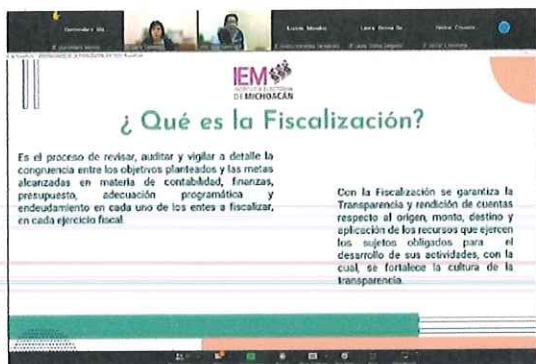 IEM
INSTITUTO ELECTORAL
DE MICHOACÁN
¿ Qué es la Fiscalización?
Es el proceso de revisar, auditar y vigilar a detalle la
congruencia entre los objetivos planteados y las metas
alcanzadas en materia de contabilidad, finanzas,
presupuesto, adecuación programática y
endeudamiento en cada uno de los entes a fiscalizar,
en cada ejercicio fiscal.
Con la Fiscalización se garantiza la
Transparencia y rendición de cuentas
respecto al origen, monto, destino y
aplicación de los recursos que ejercen
los sujetos obligados para el
desarrollo de sus actividades, con la
cual, se fortalece la cultura de la
transparencia.